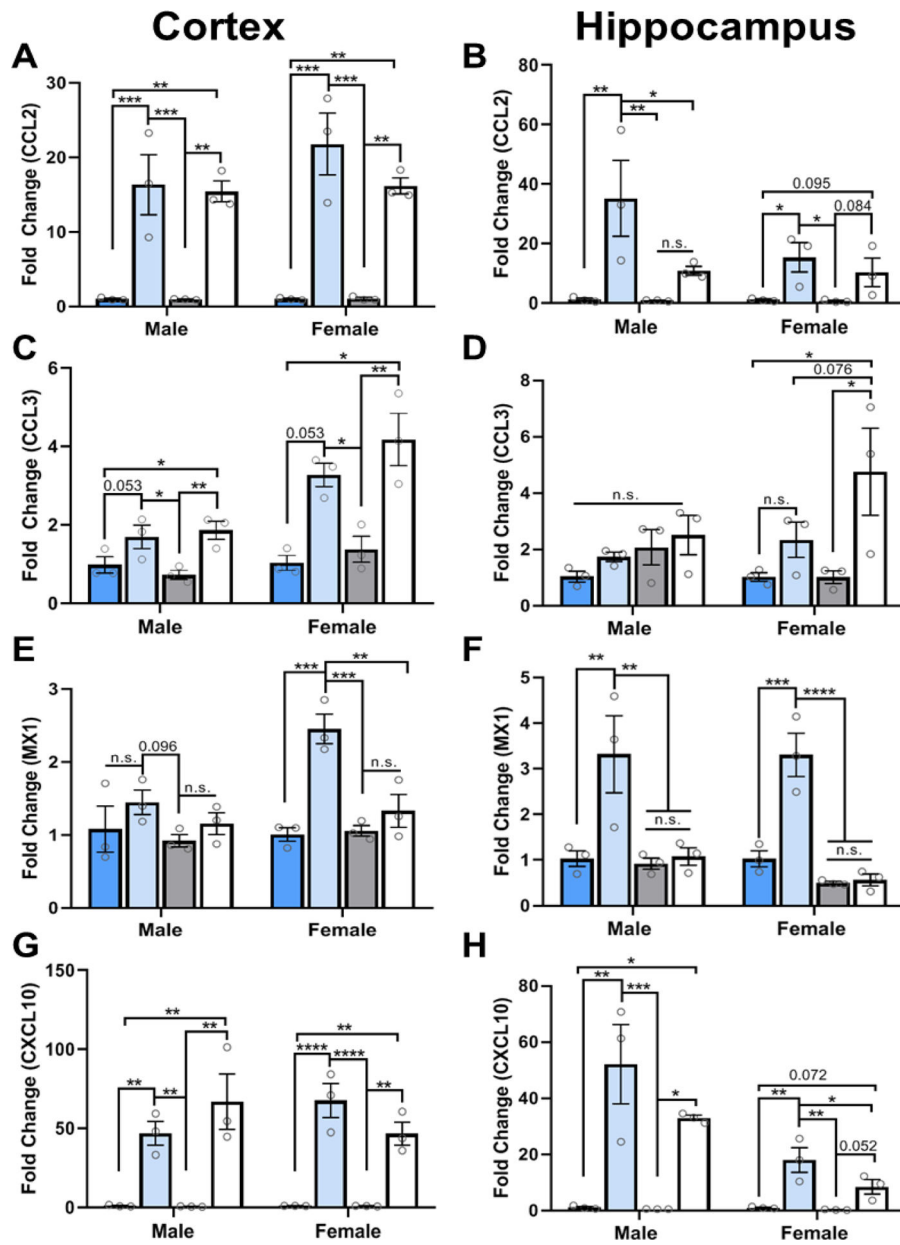 Cortex
Hippocampus
A
Fold Change (CCL2)
30
20
10
0
**
***
***
**
**
***
***
**
Male
Female
B
Fold Change (CCL2)
80
60
40
20
0
**
*
**
n.s.
0.095
*
*
0.084
Male
Female
C
Fold Change (CCL3)
6
4
2
0
*
0.053
*
**
*
**
0.053
*
Male
Female
D
Fold Change (CCL3)
8
6
4
2
0
n.s.
*
0.076
*
n.s.
Male
Female
E
Fold Change (MX1)
3
2
1
0
n.s.
0.096
n.s.
***
**
***
n.s.
Male
Female
F
Fold Change (MX1)
5
4
3
2
1
0
**
**
n.s.
***
****
n.s.
Male
Female
G
Fold Change (CXCL10)
150
100
50
0
**
**
**
**
**
****
****
**
Male
Female
H
Fold Change (CXCL10)
80
60
40
20
0
*
**
***
*
0.072
**
*
**
0.052
Male
Female